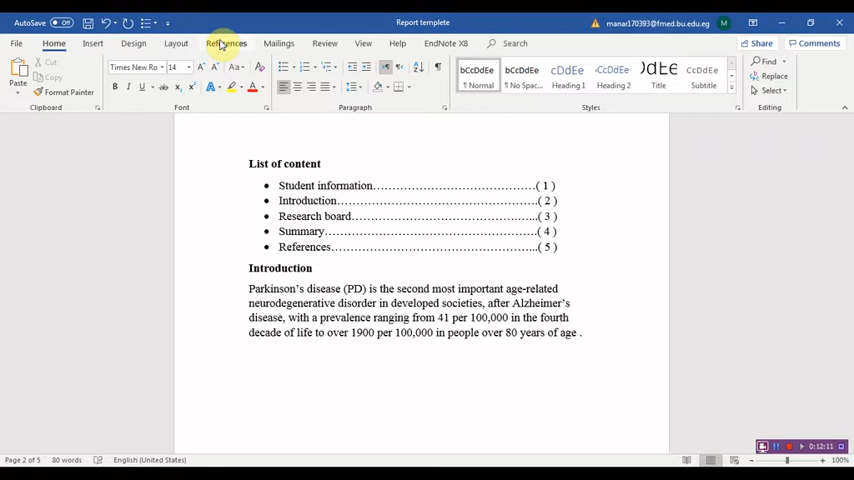 AutoSave Off Report templete manar170393@fmed.bu.edu.eg M
File Home Insert Design Layout References Mailings Review View Help EndNote X8 Search Share Comments
Paste Cut
Copy
Format Painter
Times New Ro 14 Aa
AaBbCcDdEe Normal
Clipboard Font Paragraph Styles Editing
No Spac... Heading 1 Heading 2 Title Subtitle
Find
Replace
Select
List of content
• Student information……………………………………( 1 )
• Introduction…………………………………………….( 2 )
• Research board…………………………………………...( 3 )
• Summary……………………………………………….( 4 )
• References……………………………………………...( 5 )
Introduction
Parkinson's disease (PD) is the second most important age-related
neurodegenerative disorder in developed societies, after Alzheimer's
disease, with a prevalence ranging from 41 per 100,000 in the fourth
decade of life to over 1900 per 100,000 in people over 80 years of age .
0:12:11
Page 2 of 5 80 words English (United States) 100%